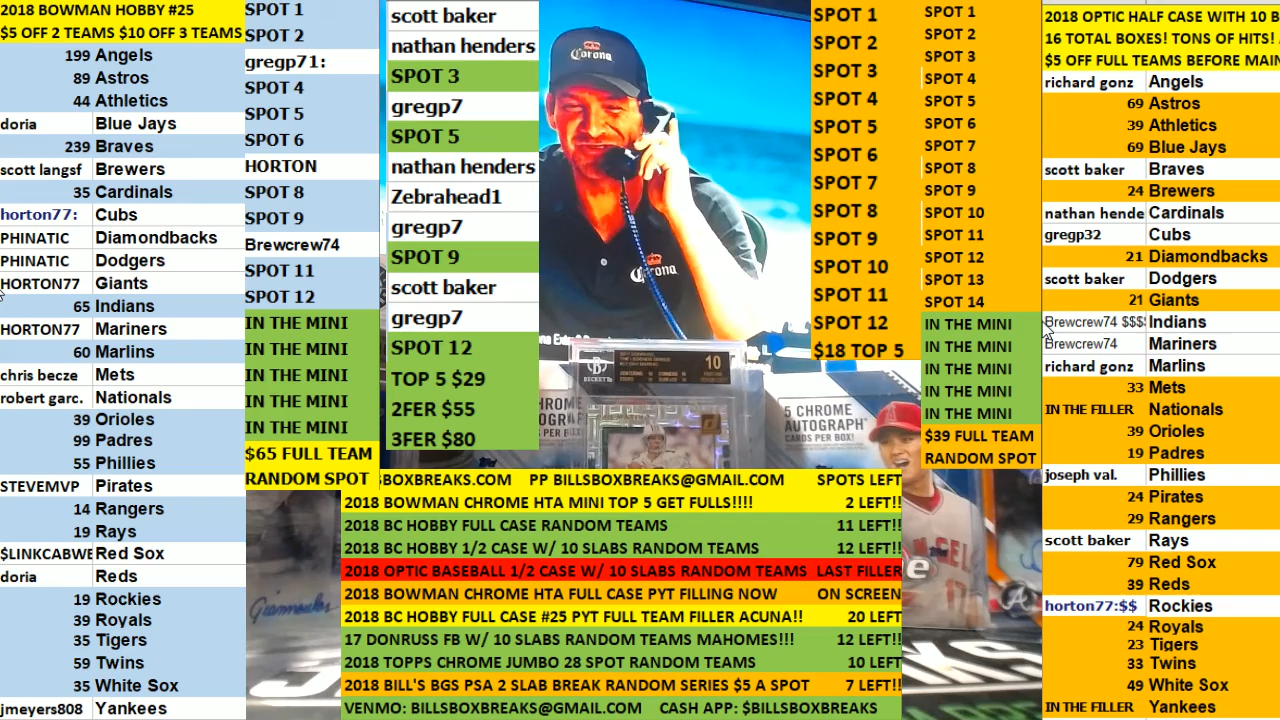 2018 BOWMAN HOBBY #25
$5 OFF 2 TEAMS $10 OFF 3 TEAMS
199 Angels
89 Astros
44 Athletics
doria Blue Jays
239 Braves
scott langsf Brewers
35 Cardinals
horton77: Cubs
PHINATIC Diamondbacks
PHINATIC Dodgers
HORTON77 Giants
65 Indians
HORTON77 Mariners
60 Marlins
chris becze Mets
robert garc. Nationals
39 Orioles
99 Padres
55 Phillies
STEVEMVP Pirates
14 Rangers
19 Rays
$LINKCABWE Red Sox
doria Reds
19 Rockies
39 Royals
35 Tigers
59 Twins
35 White Sox
jmeyers808 Yankees
SPOT 1
SPOT 2
gregp71:
SPOT 4
SPOT 5
SPOT 6
HORTON
SPOT 8
SPOT 9
Brewcrew74
SPOT 11
SPOT 12
IN THE MINI
IN THE MINI
IN THE MINI
IN THE MINI
IN THE MINI
$65 FULL TEAM
RANDOM SPOT
scott baker
nathan henders
SPOT 3
gregp7
SPOT 5
nathan henders
Zebrahead1
gregp7
SPOT 9
scott baker
gregp7
SPOT 12
TOP 5 $29
2FER $55
3FER $80
Corona
Corona
BECKETT
10
5 CHROME
AUTOGRAPH
CARDS PER BOX!
SPOT 1
SPOT 2
SPOT 3
SPOT 4
SPOT 5
SPOT 6
SPOT 7
SPOT 8
SPOT 9
SPOT 10
SPOT 11
SPOT 12
$18 TOP 5
SPOT 1
SPOT 2
SPOT 3
SPOT 4
SPOT 5
SPOT 6
SPOT 7
SPOT 8
SPOT 9
SPOT 10
SPOT 11
SPOT 12
SPOT 13
SPOT 14
IN THE MINI
IN THE MINI
IN THE MINI
IN THE MINI
IN THE MINI
$39 FULL TEAM
RANDOM SPOT
2018 OPTIC HALF CASE WITH 10 B
16 TOTAL BOXES! TONS OF HITS!
$5 OFF FULL TEAMS BEFORE MAIN
richard gonz Angels
69 Astros
39 Athletics
69 Blue Jays
scott baker Braves
24 Brewers
nathan hende Cardinals
gregp32 Cubs
21 Diamondbacks
scott baker Dodgers
21 Giants
Brewcrew74 $$$ Indians
Brewcrew74 Mariners
richard gonz Marlins
33 Mets
IN THE FILLER Nationals
39 Orioles
19 Padres
joseph val. Phillies
24 Pirates
29 Rangers
scott baker Rays
79 Red Sox
39 Reds
horton77:$$ Rockies
24 Royals
23 Tigers
33 Twins
49 White Sox
IN THE FILLER Yankees
SBOXBREAKS.COM PP BILLSBOXBREAKS@GMAIL.COM SPOTS LEFT
2018 BOWMAN CHROME HTA MINI TOP 5 GET FULLS!!!! 2 LEFT!!
2018 BC HOBBY FULL CASE RANDOM TEAMS 11 LEFT!!
2018 BC HOBBY 1/2 CASE W/ 10 SLABS RANDOM TEAMS 12 LEFT!!
2018 OPTIC BASEBALL 1/2 CASE W/ 10 SLABS RANDOM TEAMS LAST FILLER
2018 BOWMAN CHROME HTA FULL CASE PYT FILLING NOW ON SCREEN
2018 BC HOBBY FULL CASE #25 PYT FULL TEAM FILLER ACUNA!! 20 LEFT!
17 DONRUSS FB W/ 10 SLABS RANDOM TEAMS MAHOMES!!! 12 LEFT!!
2018 TOPPS CHROME JUMBO 28 SPOT RANDOM TEAMS 10 LEFT
2018 BILL'S BGS PSA 2 SLAB BREAK RANDOM SERIES $5 A SPOT 7 LEFT!!
VENMO: BILLSBOXBREAKS@GMAIL.COM CASH APP: $BILLSBOXBREAKS